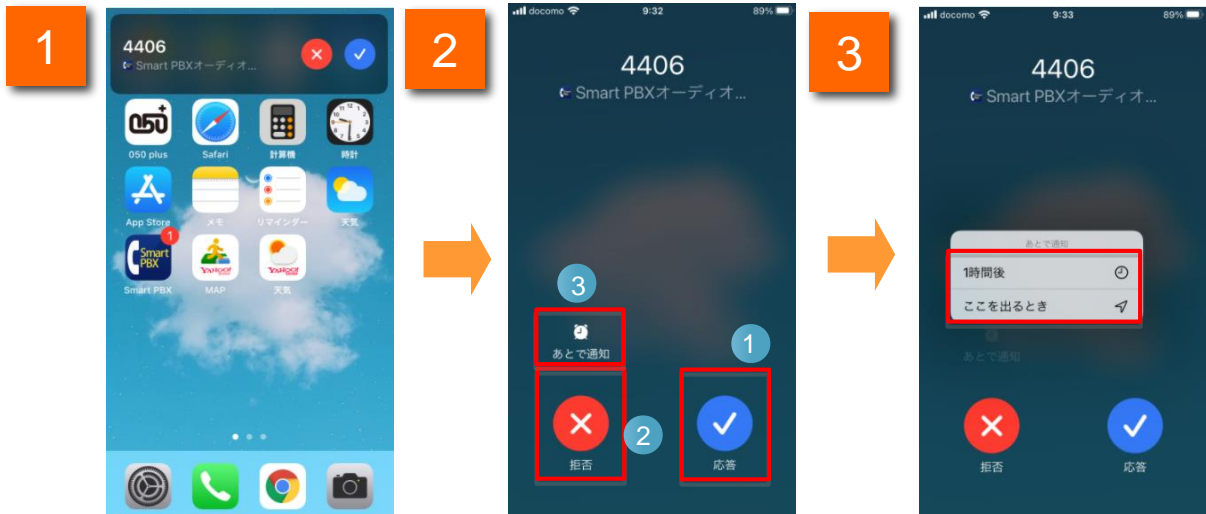 1
4406
Smart PBXオーディオ...
050 plus
Safari
計算機
時計
App Store
メモ
リマインダー
天気
1
Smart PBX
Smart PBX
YAHOO!
MAP
YAHOO!
天気
2
docomo
9:32
89%
4406
Smart PBXオーディオ...
3
あとで通知
1
2
拒否
応答
3
docomo
9:33
89%
4406
Smart PBXオーディオ...
あとで通知
1時間後
ここを出るとき
あとで通知
拒否
応答